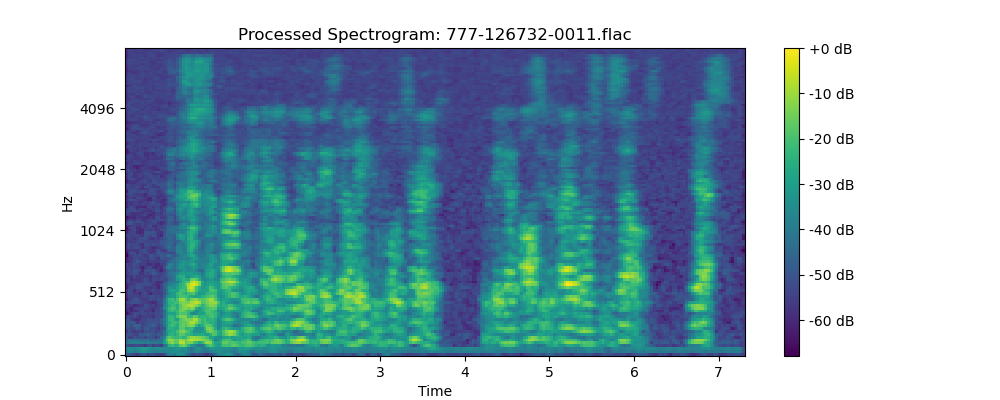 Processed Spectrogram: 777-126732-0011.flac
Hz
4096
2048
1024
512
0
0 1 2 3 4 5 6 7
Time
+0 dB
-10 dB
-20 dB
-30 dB
-40 dB
-50 dB
-60 dB